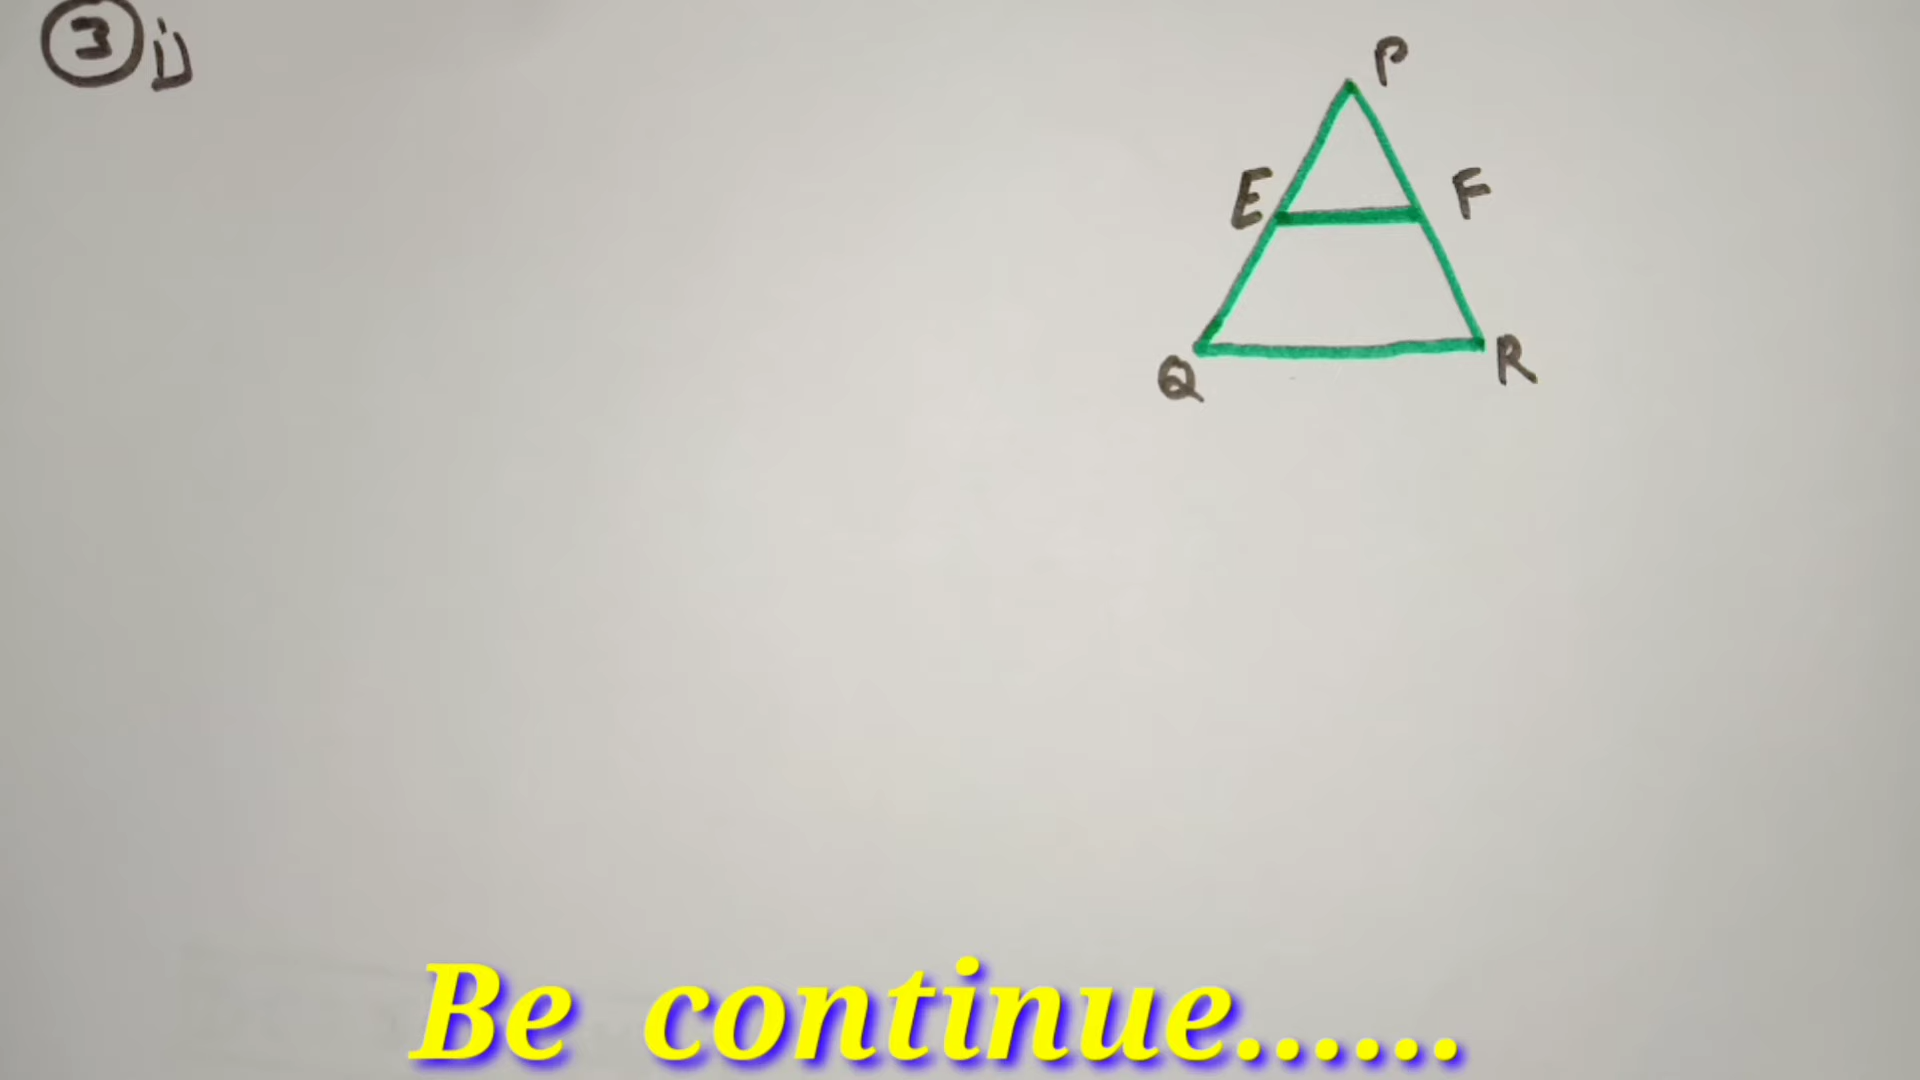 ③ i)
P
E F
Q R
Be continue......